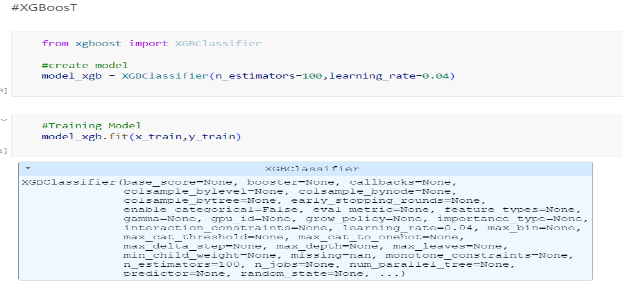 #XGBoosT
from xgboost import XGBClassifier
#create model
model_xgb = XGBClassifier(n_estimators=100,learning_rate=0.04)
#Training Model
model_xgb.fit(x_train,y_train)
XGBClassifier
XGBClassifier(base_score=None, booster=None, callbacks=None,
colsample_bylevel=None, colsample_bynode=None,
colsample_bytree=None, early_stopping_rounds=None,
enable_categorical=False, eval_metric=None, feature_types=None,
gamma=None, gpu_id=None, grow_policy=None, importance_type=None,
interaction_constraints=None, learning_rate=0.04, max_bin=None,
max_cat_threshold=None, max_cat_to_onehot=None,
max_delta_step=None, max_depth=None, max_leaves=None,
min_child_weight=None, missing=nan, monotone_constraints=None,
n_estimators=100, n_jobs=None, num_parallel_tree=None,
predictor=None, random_state=None, ...)